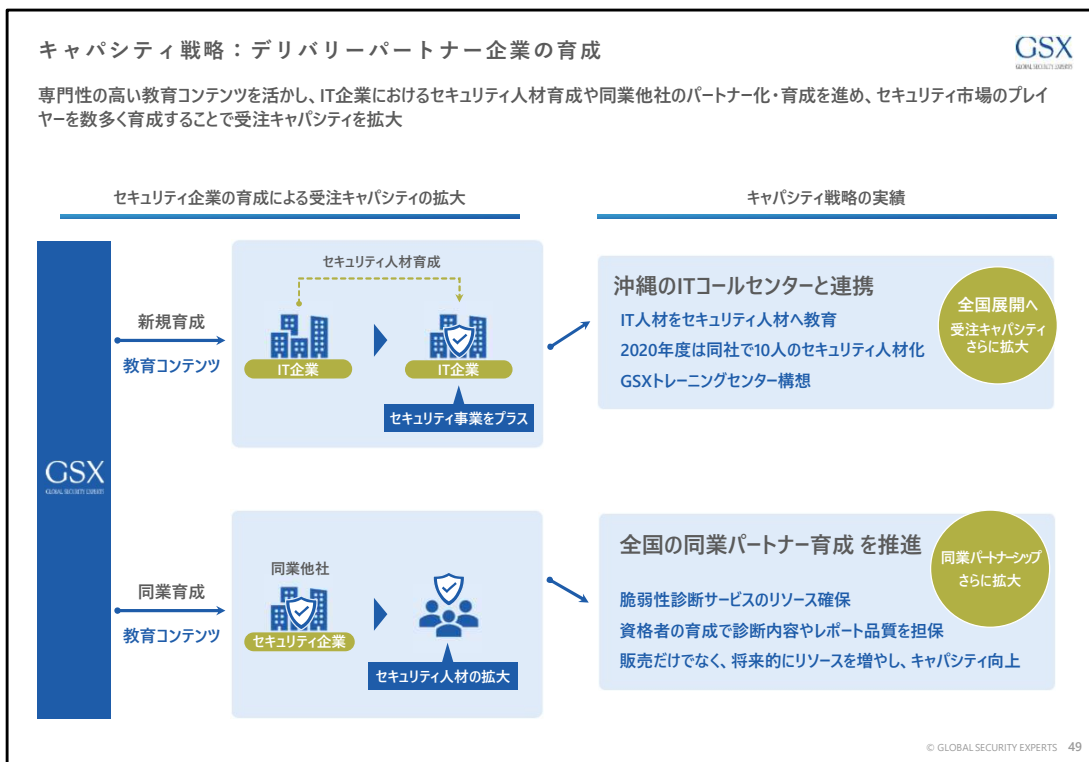 キャパシティ戦略：デリバリーパートナー企業の育成
GSX
GLOBAL SECURITY EXPERTS
専門性の高い教育コンテンツを活かし、IT企業におけるセキュリティ人材育成や同業他社のパートナー化・育成を進め、セキュリティ市場のプレイ
ヤーを数多く育成することで受注キャパシティを拡大
セキュリティ企業の育成による受注キャパシティの拡大
キャパシティ戦略の実績
GSX
GLOBAL SECURITY EXPERTS
新規育成
教育コンテンツ
セキュリティ人材育成
IT企業
IT企業
セキュリティ事業をプラス
沖縄のITコールセンターと連携
IT人材をセキュリティ人材へ教育
2020年度は同社で10人のセキュリティ人材化
GSXトレーニングセンター構想
全国展開へ
受注キャパシティ
さらに拡大
同業育成
教育コンテンツ
同業他社
セキュリティ企業
セキュリティ人材の拡大
全国の同業パートナー育成 を推進
脆弱性診断サービスのリソース確保
資格者の育成で診断内容やレポート品質を担保
販売だけでなく、将来的にリソースを増やし、キャパシティ向上
同業パートナーシップ
さらに拡大
© GLOBAL SECURITY EXPERTS 49